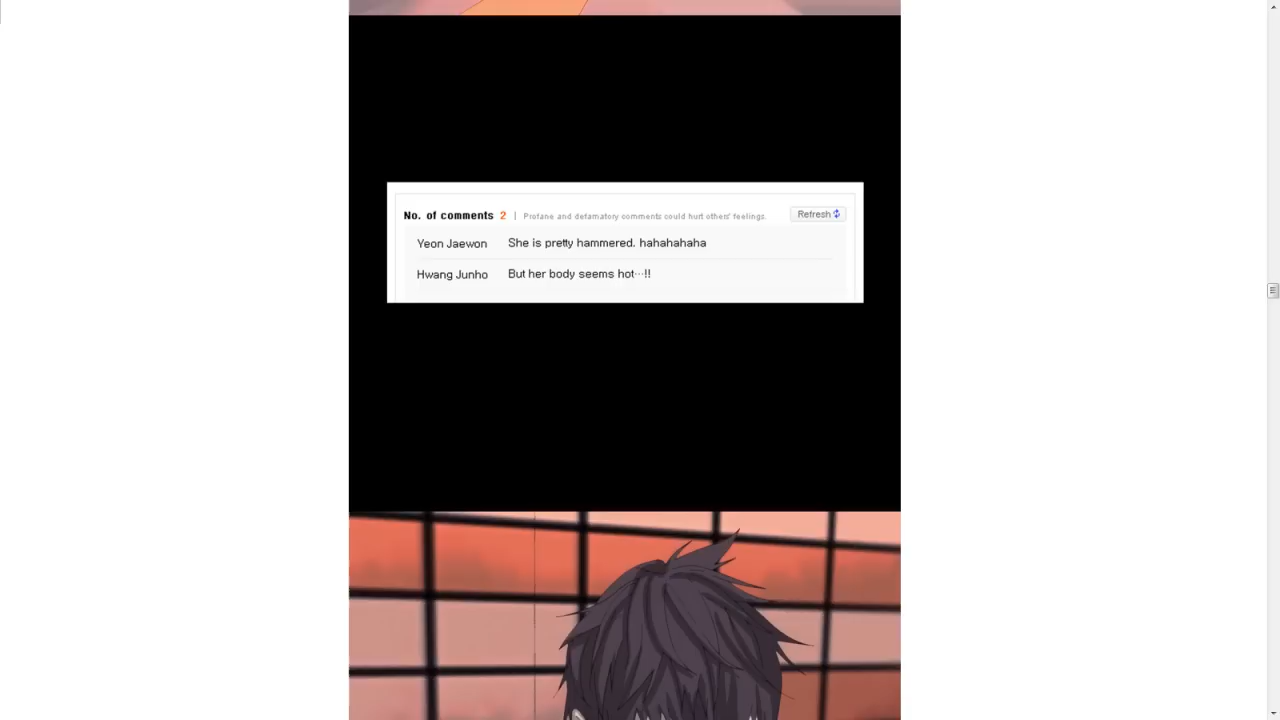 No. of comments 2 | Profane and defamatory comments could hurt others' feelings. Refresh
Yeon Jaewon She is pretty hammered. hahahahaha
Hwang Junho But her body seems hot···!!